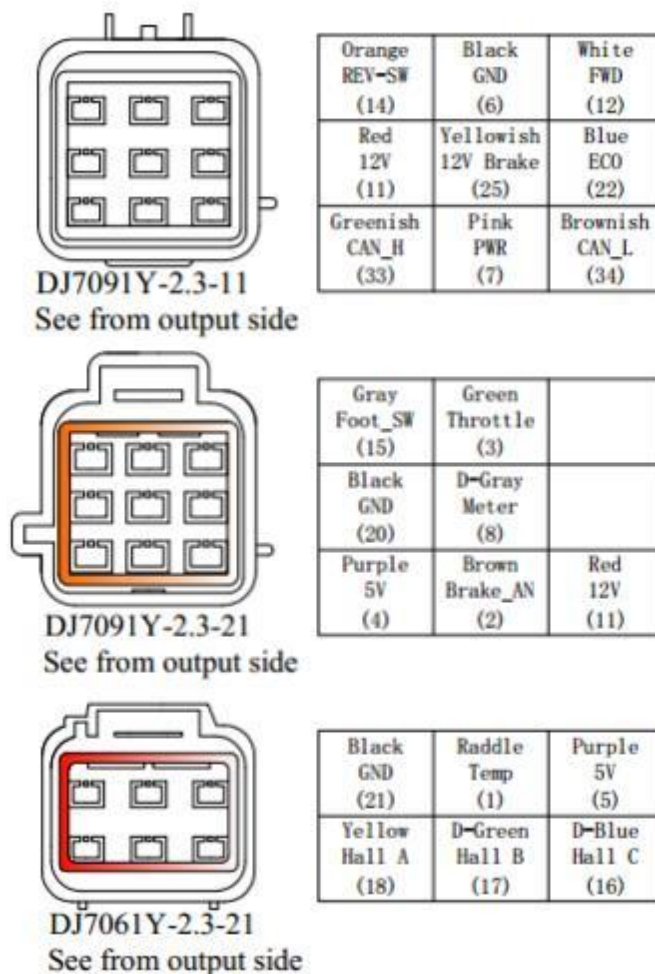 Orange Black White
REV-SW GND FWD
(14) (6) (12)
Red Yellowish Blue
12V 12V Brake ECO
(11) (25) (22)
Greenish Pink Brownish
CAN_H PWR CAN_L
(33) (7) (34)
DJ7091Y-2.3-11
See from output side
Gray Green
Foot_SW Throttle
(15) (3)
Black D-Gray
GND Meter
(20) (8)
Purple Brown Red
5V Brake_AN 12V
(4) (2) (11)
DJ7091Y-2.3-21
See from output side
Black Raddle Purple
GND Temp 5V
(21) (1) (5)
Yellow D-Green D-Blue
Hall A Hall B Hall C
(18) (17) (16)
DJ7061Y-2.3-21
See from output side